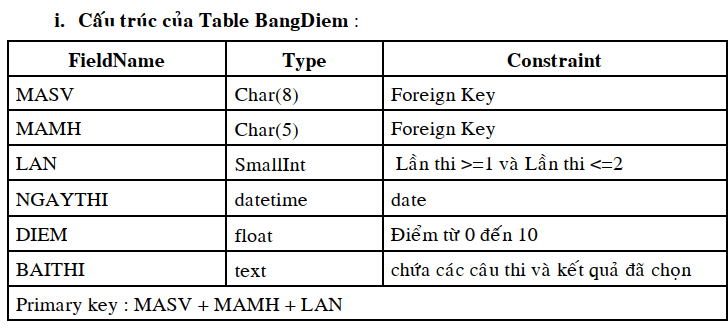 i. Cấu trúc của Table BangDiem :
FieldName Type Constraint
MASV Char(8) Foreign Key
MAMH Char(5) Foreign Key
LAN SmallInt Lần thi >=1 và Lần thi <=2
NGAYTHI datetime date
DIEM float Điểm từ 0 đến 10
BAITHI text chứa các câu thi và kết quả đã chọn
Primary key : MASV + MAMH + LAN